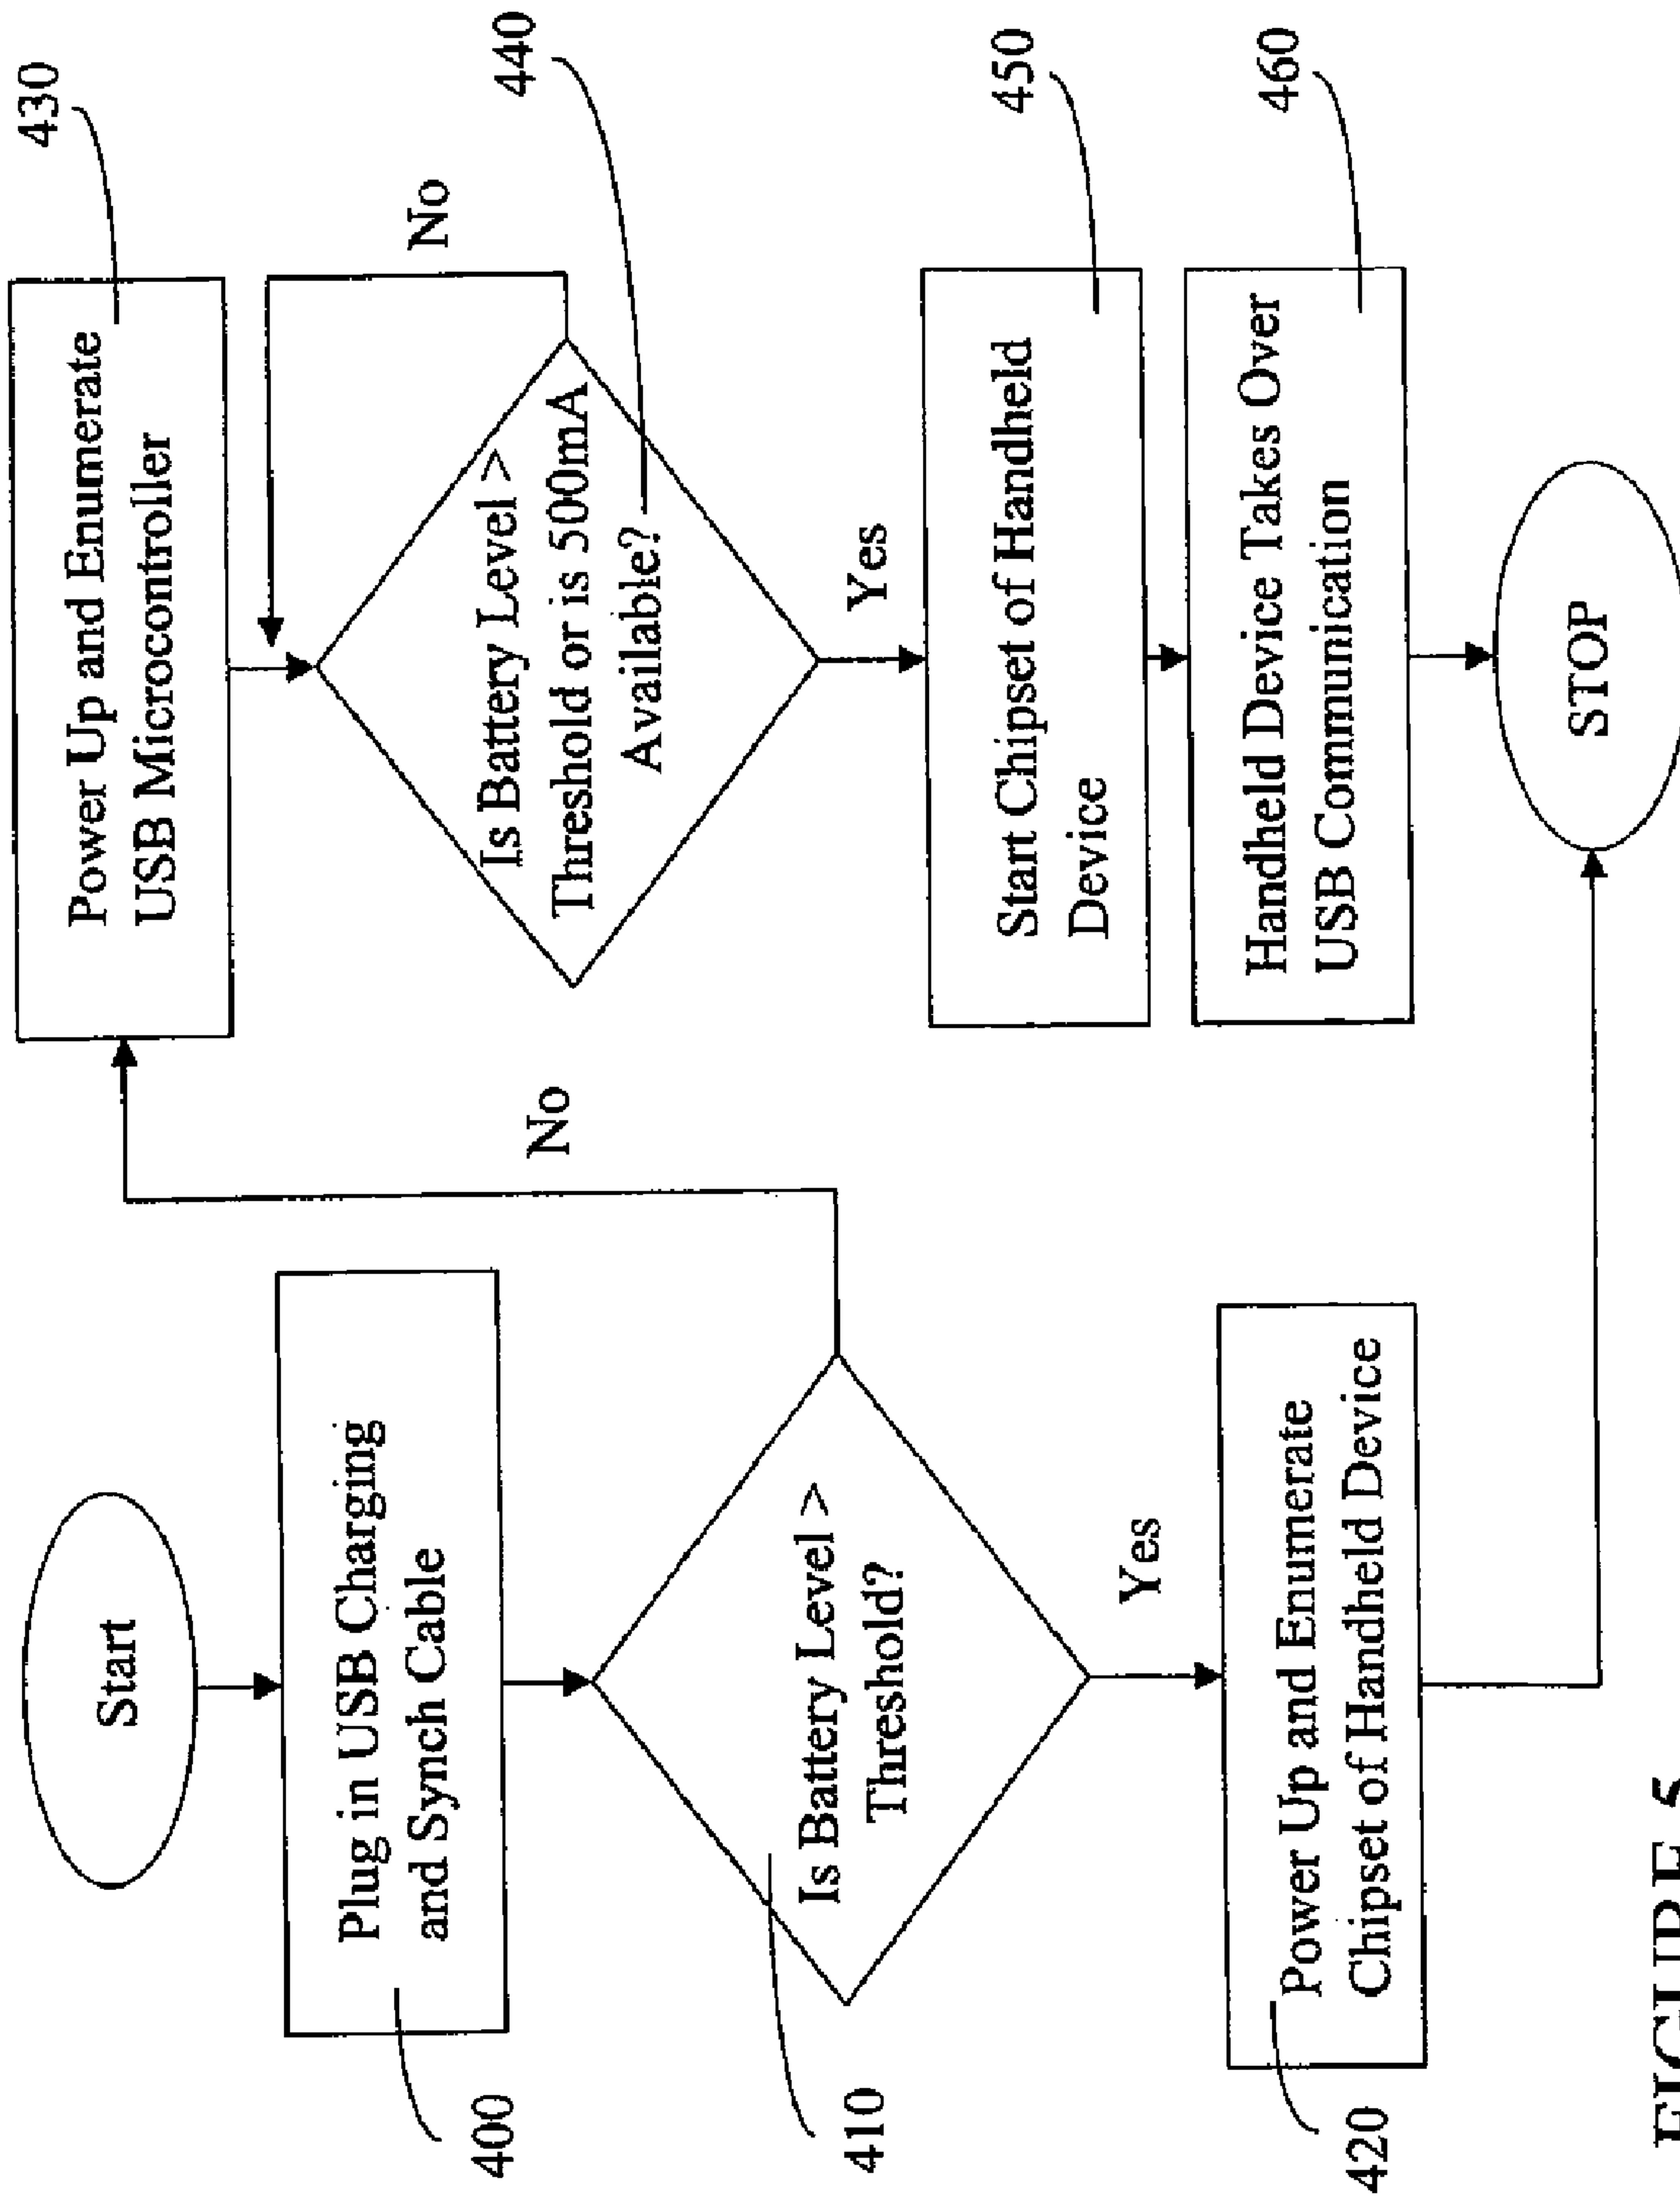 Start
Plug in USB Charging
and Synch Cable
400
Is Battery Level >
Threshold?
410
No
Yes
Power Up and Enumerate
Chipset of Handheld Device
420
Power Up and Enumerate
USB Microcontroller
430
Is Battery Level >
Threshold or is 500mA
Available?
440
No
Yes
Start Chipset of Handheld
Device
450
Handheld Device Takes Over
USB Communication
460
STOP
FIGURE 5